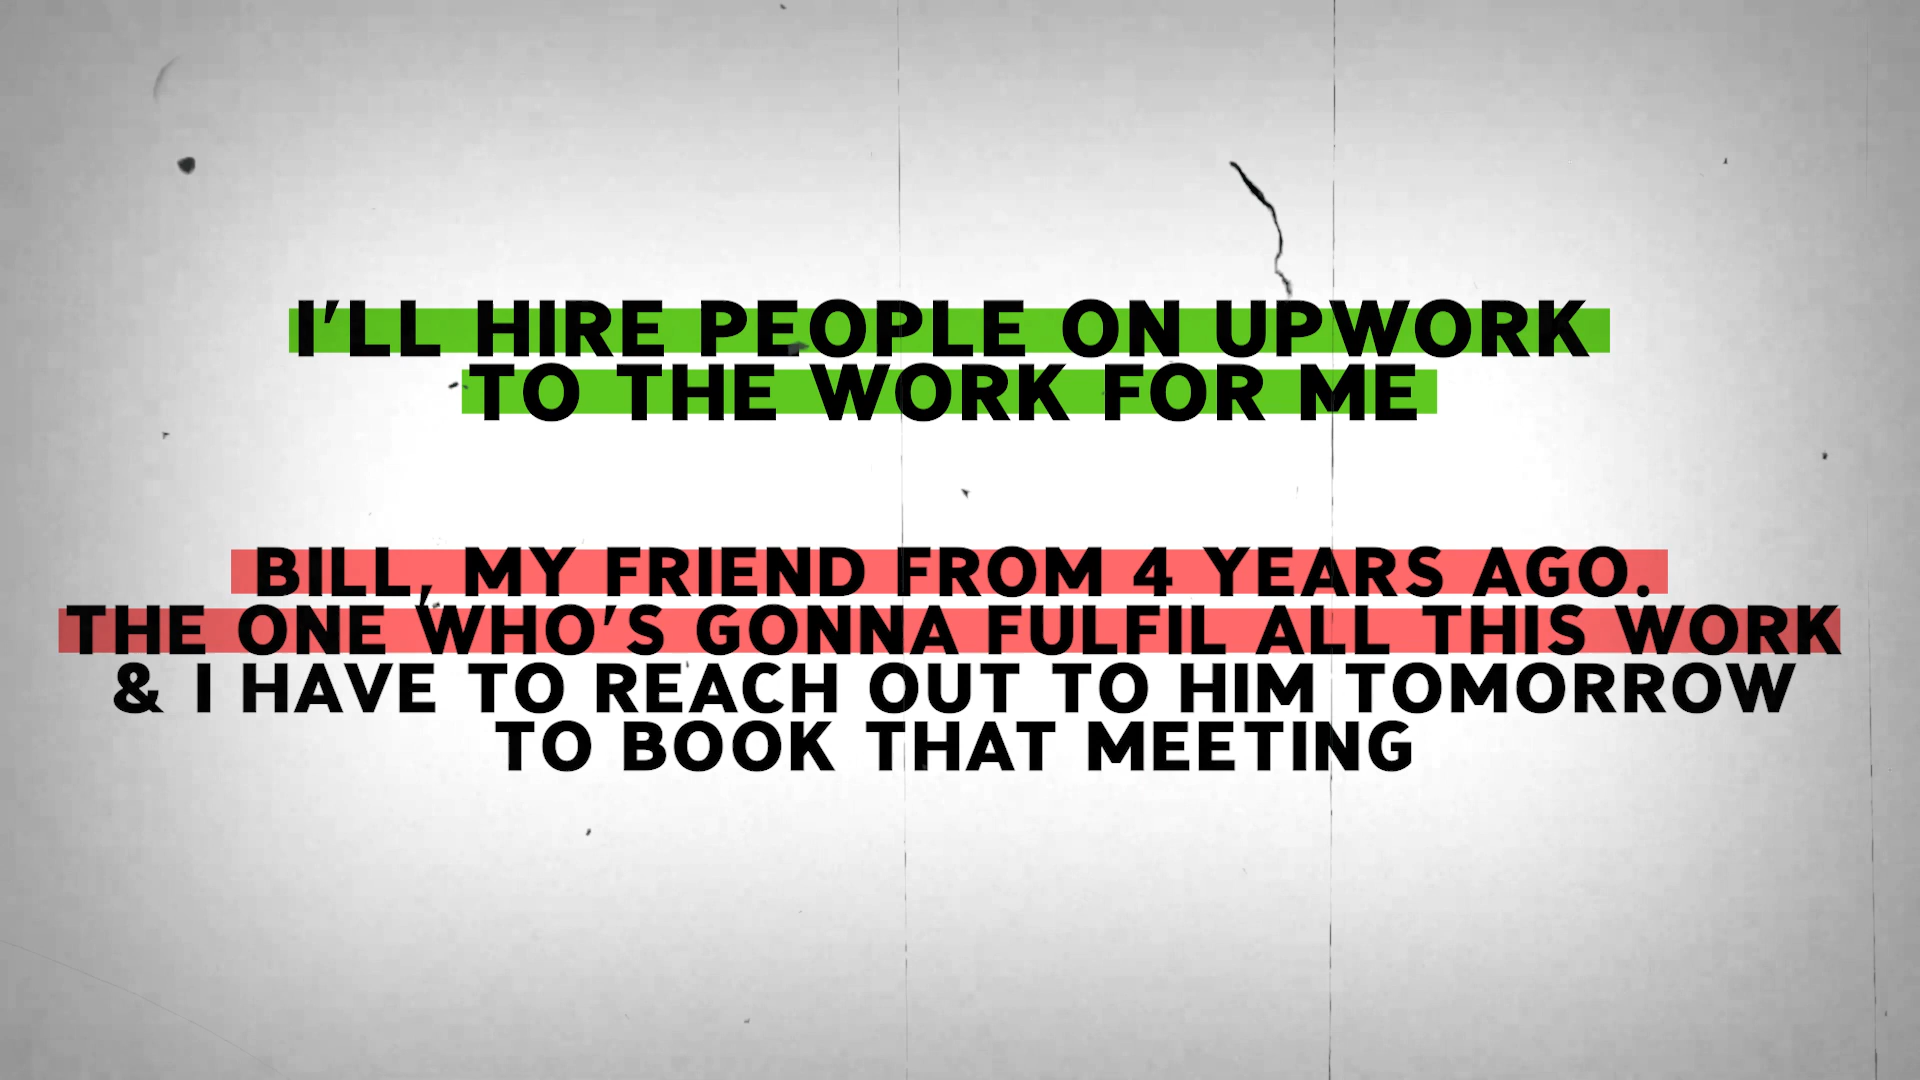 I'LL HIRE PEOPLE ON UPWORK
TO THE WORK FOR ME
BILL, MY FRIEND FROM 4 YEARS AGO.
THE ONE WHO'S GONNA FULFIL ALL THIS WORK
& I HAVE TO REACH OUT TO HIM TOMORROW
TO BOOK THAT MEETING